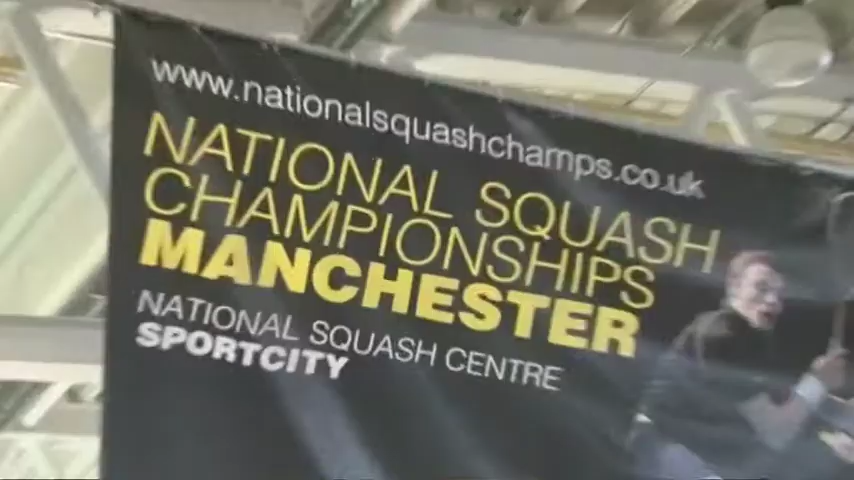 www.nationalsquashchamps.co.uk
NATIONAL SQUASH
CHAMPIONSHIPS
MANCHESTER
NATIONAL SQUASH CENTRE
SPORTCITY